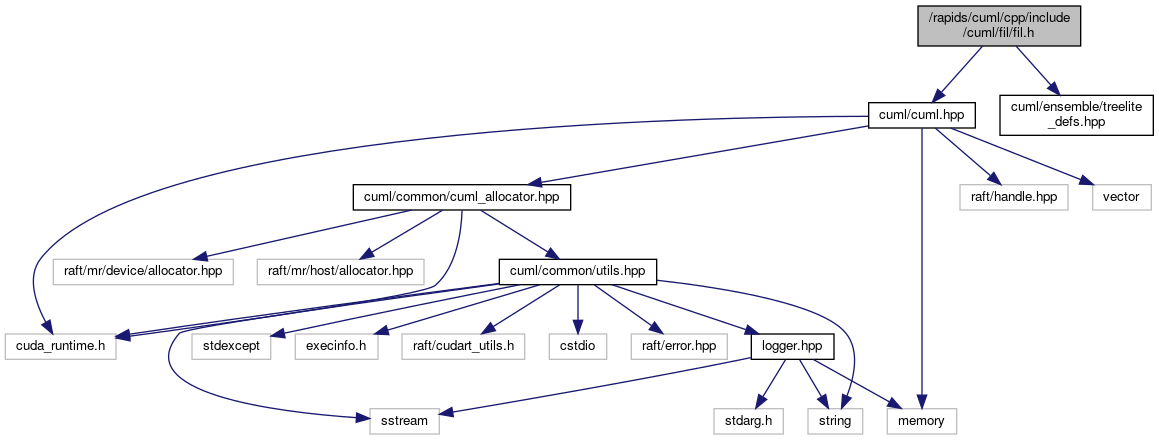 /rapids/cuml/cpp/include
/cuml/fil/fil.h
cuml/cuml.hpp
cuml/ensemble/treelite
_defs.hpp
cuml/common/cuml_allocator.hpp
raft/handle.hpp
vector
raft/mr/device/allocator.hpp
raft/mr/host/allocator.hpp
cuml/common/utils.hpp
cuda_runtime.h
stdexcept
execinfo.h
raft/cudart_utils.h
cstdio
raft/error.hpp
logger.hpp
sstream
stdarg.h
string
memory